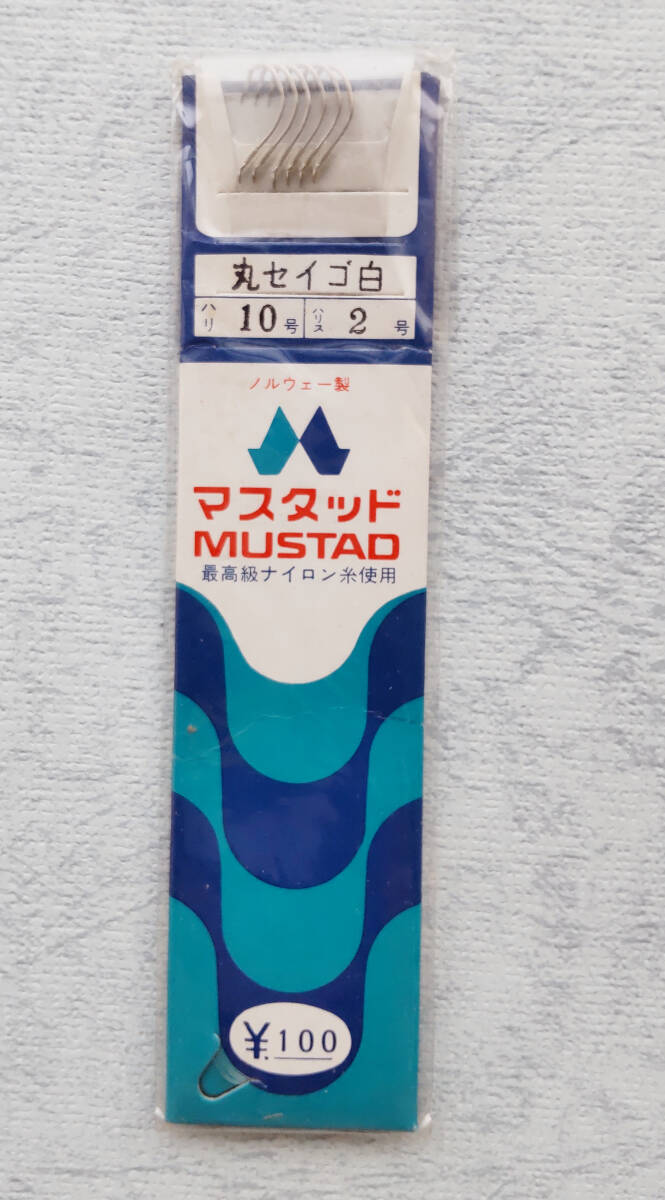 丸セイゴ白
ハリ 10号 ハリス 2号
ノルウェー製
マスタッド
MUSTAD
最高級ナイロン糸使用
¥100